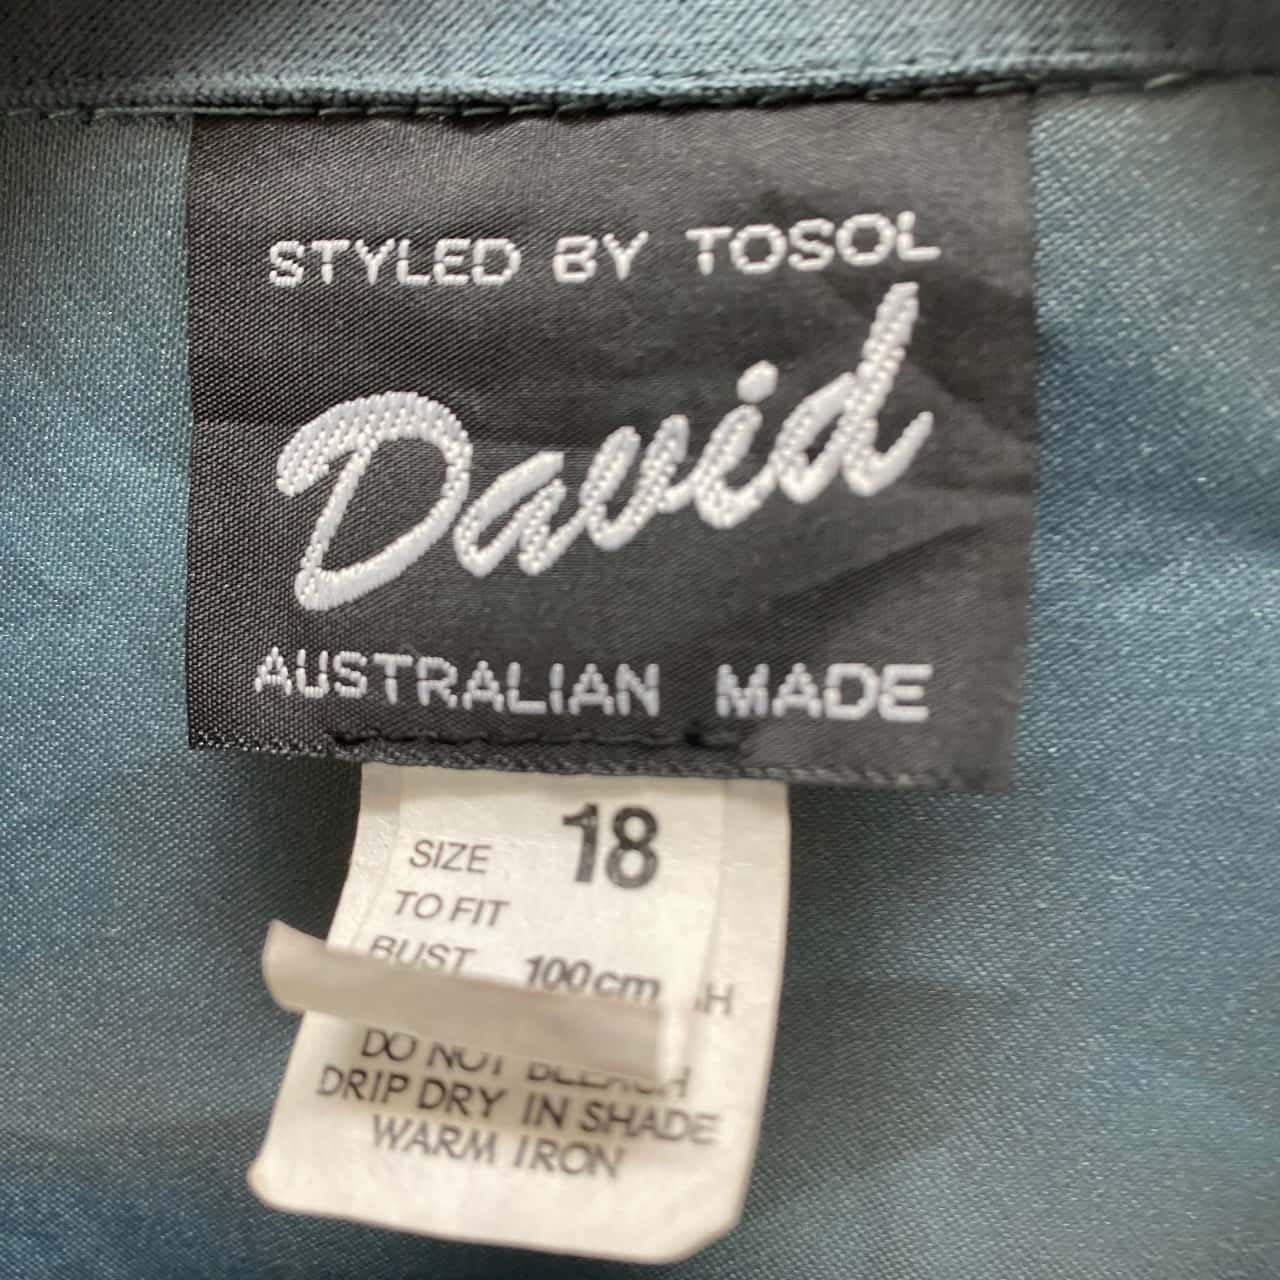 STYLED BY TOSOL
David
AUSTRALIAN MADE
SIZE 18
TO FIT
BUST 100cm
DO NOT BLEACH
DRIP DRY IN SHADE
WARM IRON